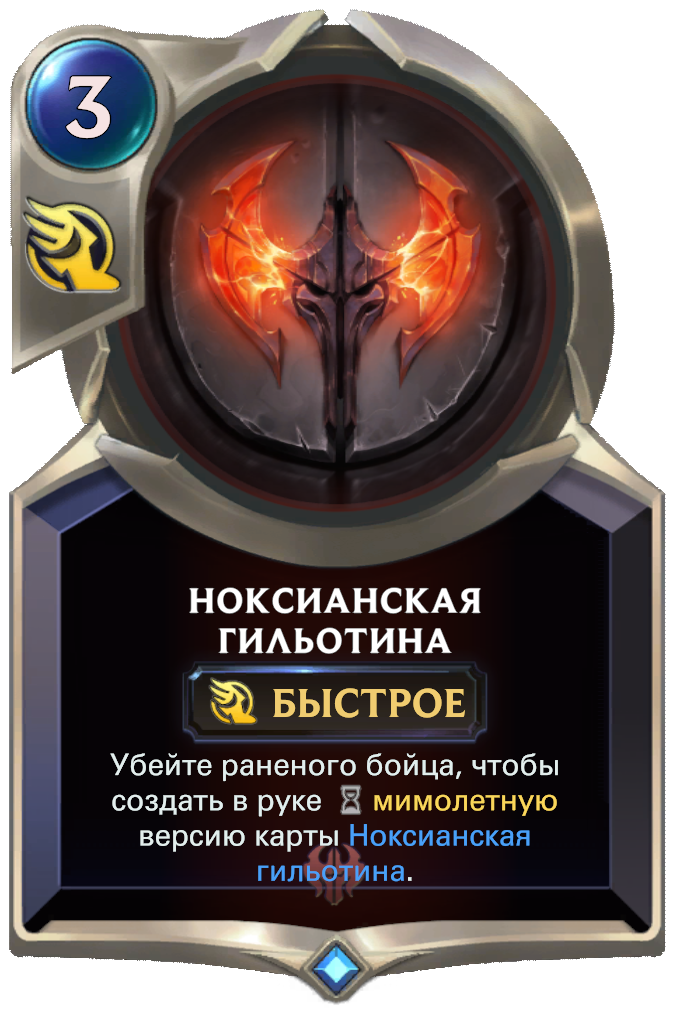 3
НОКСИАНСКАЯ
ГИЛЬОТИНА
БЫСТРОЕ
Убейте раненого бойца, чтобы
создать в руке мимолетную
версию карты Ноксианская
гильотина.